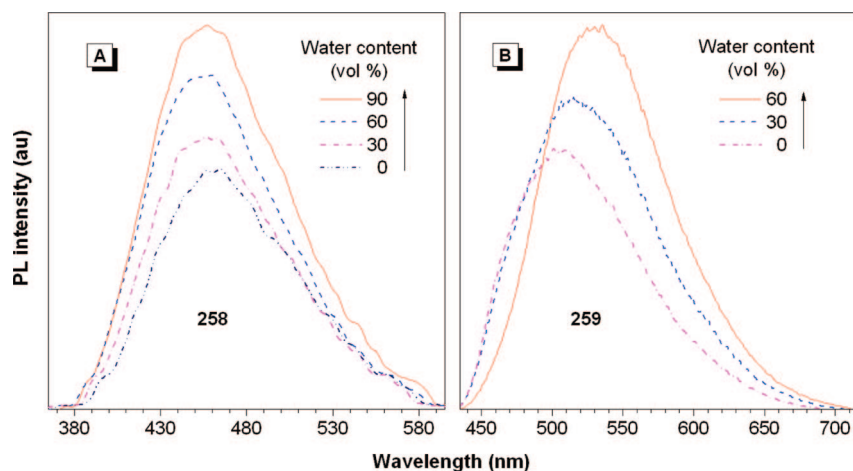 A
Water content
(vol %)
90
60
30
0
258
B
Water content
(vol %)
60
30
0
259
PL intensity (au)
380 430 480 530 580
450 500 550 600 650 700
Wavelength (nm)